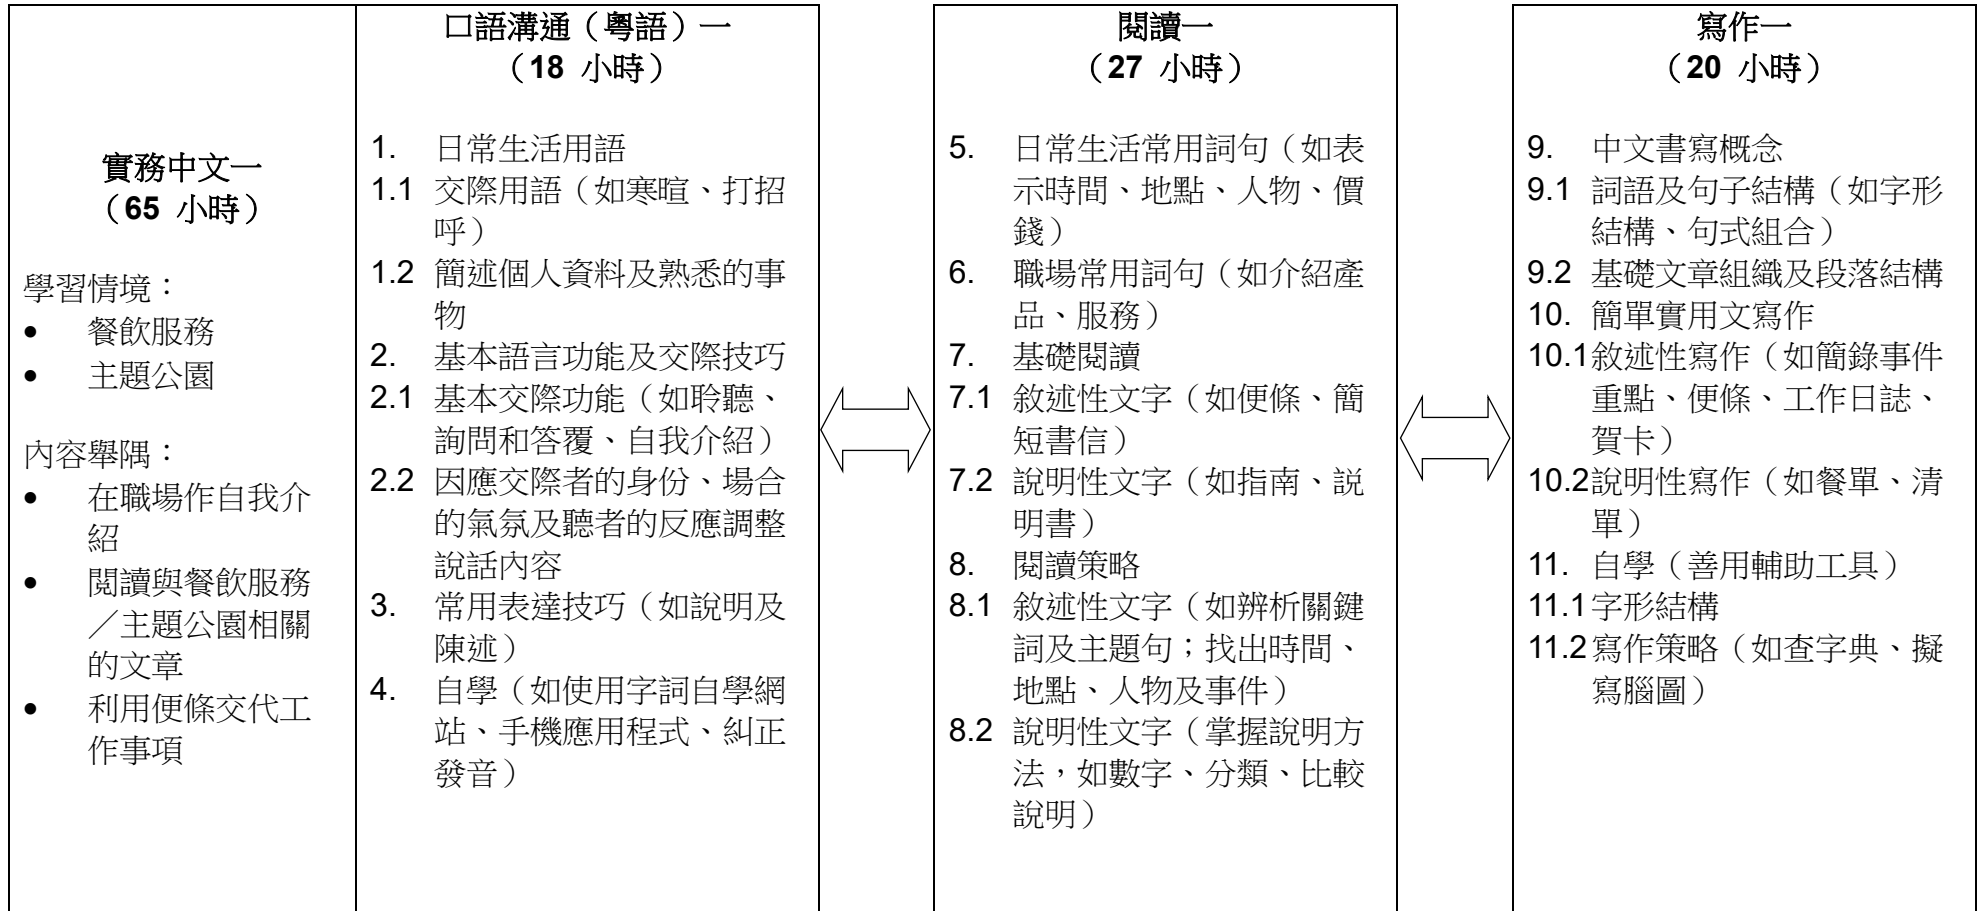 實務中文一
（65 小時）
學習情境：
• 餐飲服務
• 主題公園
內容舉隅：
• 在職場作自我介
紹
• 閱讀與餐飲服務
／主題公園相關
的文章
• 利用便條交代工
作事項
口語溝通（粵語）一
（18 小時）
1. 日常生活用語
1.1 交際用語（如寒暄、打招
呼）
1.2 簡述個人資料及熟悉的事
物
2. 基本語言功能及交際技巧
2.1 基本交際功能（如聆聽、
詢問和答覆、自我介紹）
2.2 因應交際者的身份、場合
的氣氛及聽者的反應調整
說話內容
3. 常用表達技巧（如說明及
陳述）
4. 自學（如使用字詞自學網
站、手機應用程式、糾正
發音）
閱讀一
（27 小時）
5. 日常生活常用詞句（如表
示時間、地點、人物、價
錢）
6. 職場常用詞句（如介紹產
品、服務）
7. 基礎閱讀
7.1 敘述性文字（如便條、簡
短書信）
7.2 說明性文字（如指南、說
明書）
8. 閱讀策略
8.1 敘述性文字（如辨析關鍵
詞及主題句；找出時間、
地點、人物及事件）
8.2 說明性文字（掌握說明方
法，如數字、分類、比較
說明）
寫作一
（20 小時）
9. 中文書寫概念
9.1 詞語及句子結構（如字形
結構、句式組合）
9.2 基礎文章組織及段落結構
10. 簡單實用文寫作
10.1敘述性寫作（如簡錄事件
重點、便條、工作日誌、
賀卡）
10.2說明性寫作（如餐單、清
單）
11. 自學（善用輔助工具）
11.1字形結構
11.2寫作策略（如查字典、擬
寫腦圖）